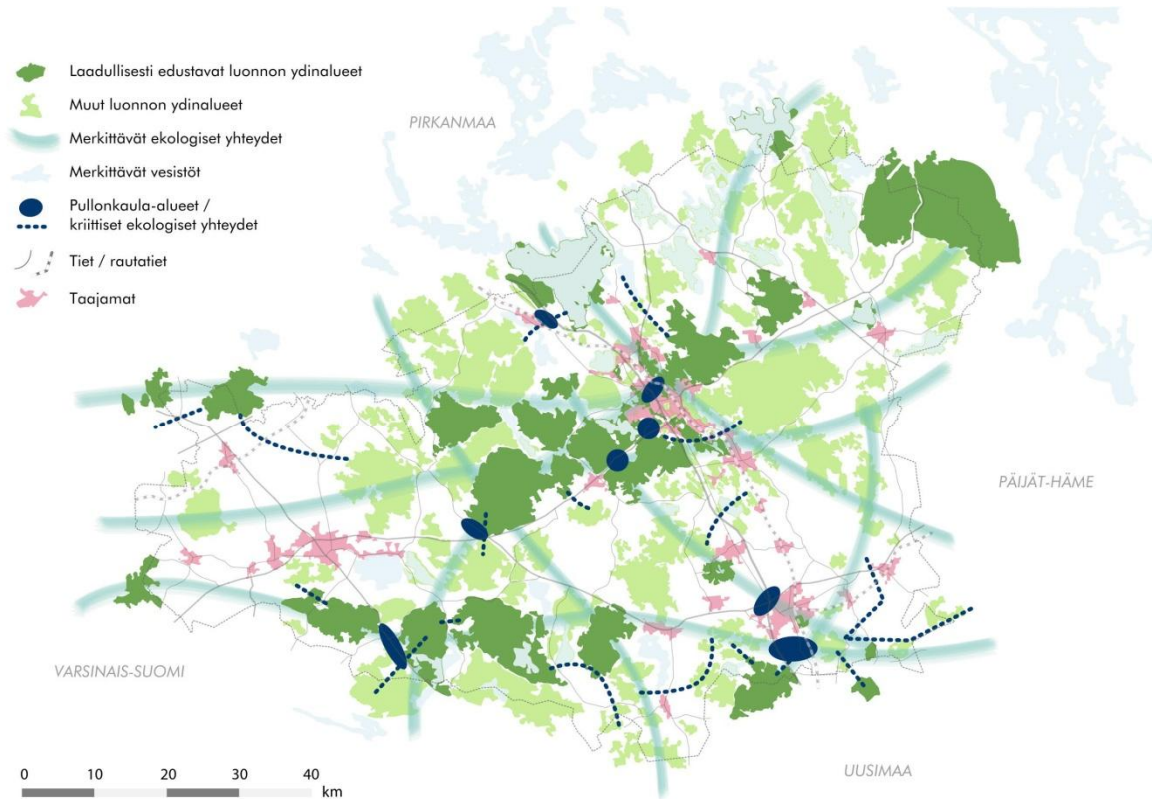 Laadullisesti edustavat luonnon ydinalueet
Muut luonnon ydinalueet
Merkittävät ekologiset yhteydet
Merkittävät vesistöt
Pullonkaula-alueet /
kriittiset ekologiset yhteydet
Tiet / rautatiet
Taajamat
PIRKANMAA
PÄIJÄT-HÄME
VARSINAIS-SUOMI
UUSIMAA
0 10 20 30 40
km